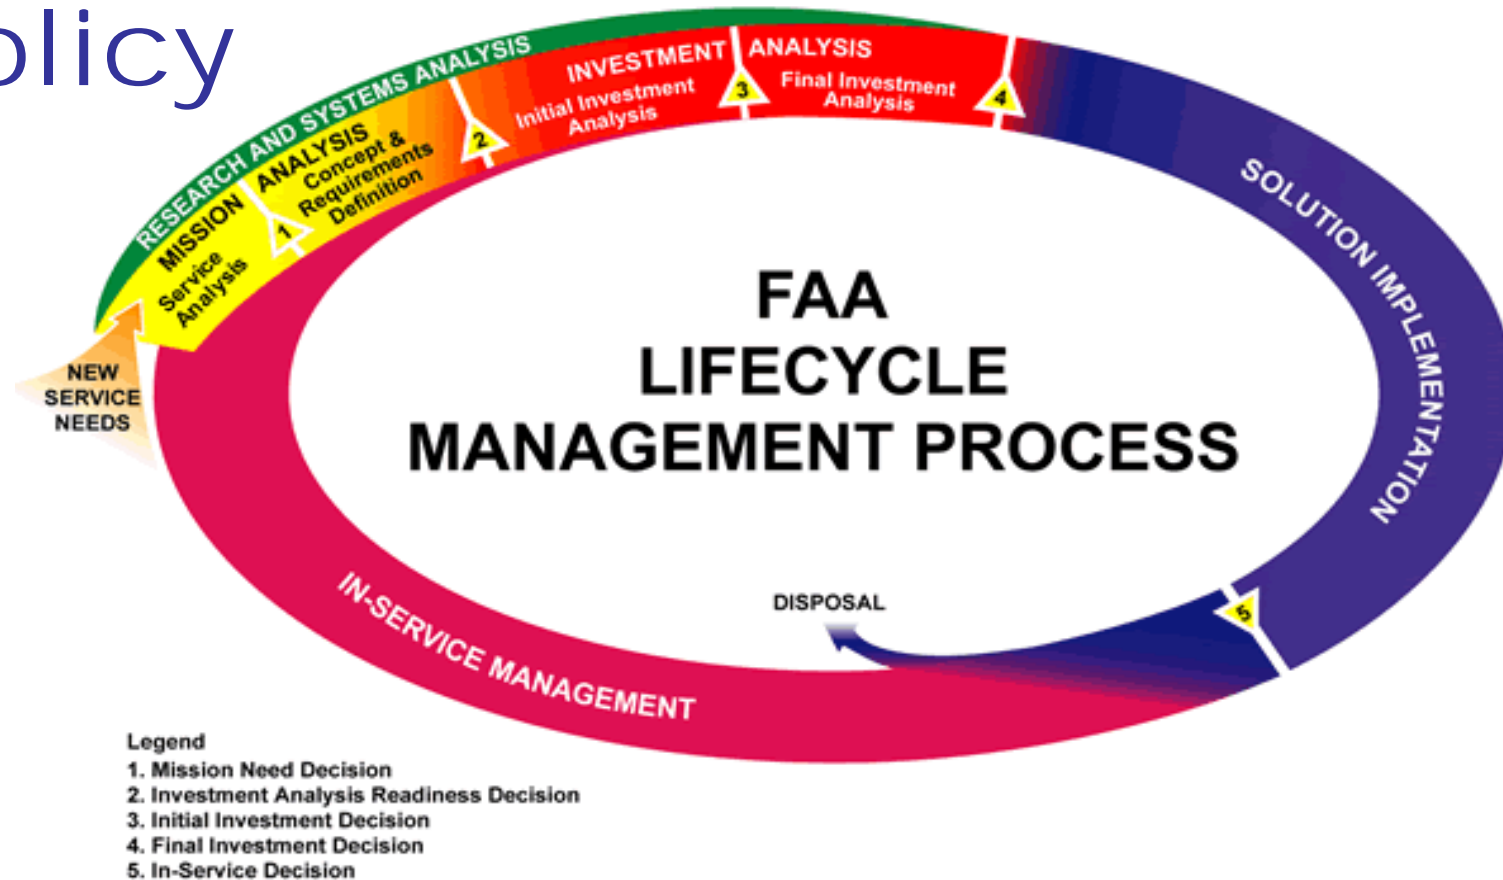 olicy
RESEARCH AND SYSTEMS ANALYSIS
MISSION ANALYSIS
Service
Analysis
1
Concept &
Requirements
Definition
2
INVESTMENT ANALYSIS
Initial Investment
Analysis
3
Final Investment
Analysis
4
SOLUTION IMPLEMENTATION
FAA
LIFECYCLE
MANAGEMENT PROCESS
NEW
SERVICE
NEEDS
5
DISPOSAL
IN-SERVICE MANAGEMENT
Legend
1. Mission Need Decision
2. Investment Analysis Readiness Decision
3. Initial Investment Decision
4. Final Investment Decision
5. In-Service Decision